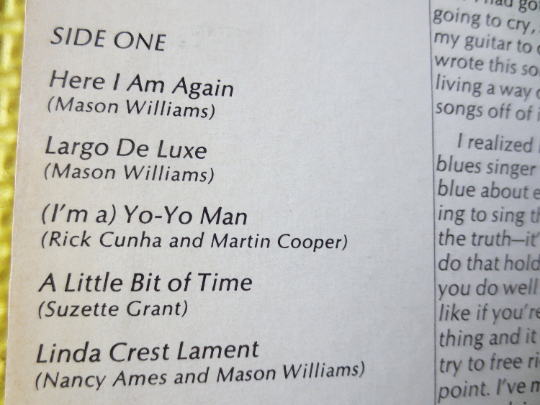 SIDE ONE
Here I Am Again
(Mason Williams)
Largo De Luxe
(Mason Williams)
(I'm a) Yo-Yo Man
(Rick Cunha and Martin Cooper)
A Little Bit of Time
(Suzette Grant)
Linda Crest Lament
(Nancy Ames and Mason Williams)
going to cry,
my guitar to
wrote this
living a way
songs off of
I realized
blues singer
blue about
ing to sing
the truth—it'
do that hold
you do well
like if you're
thing and it
try to free
point. I've